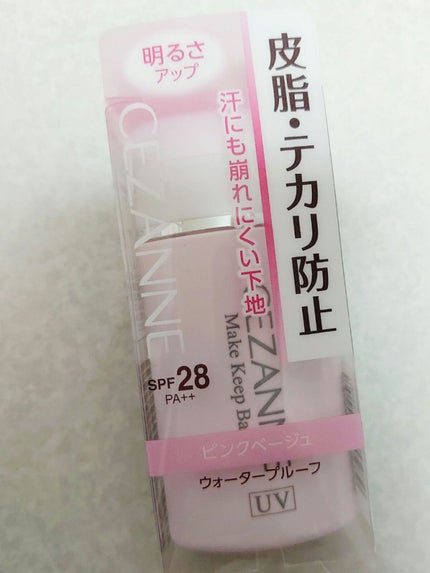 明るさ
アップ
皮脂・テカリ防止
汗にも崩れにくい下地
CEZANNE
CEZANN
Make Keep Ba
SPF 28
PA++
ピンクベージュ
ウォータープルーフ
UV